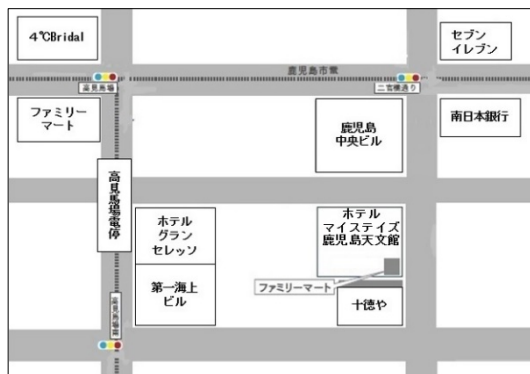 4℃Bridal
セブン
イレブン
鹿児島市電
高見馬場
二官橋通り
ファミリー
マート
鹿児島
中央ビル
南日本銀行
高見馬場電停
ホテル
グラン
セレッソ
ホテル
マイステイズ
鹿児島天文館
第一海上
ビル
ファミリーマート
十徳や